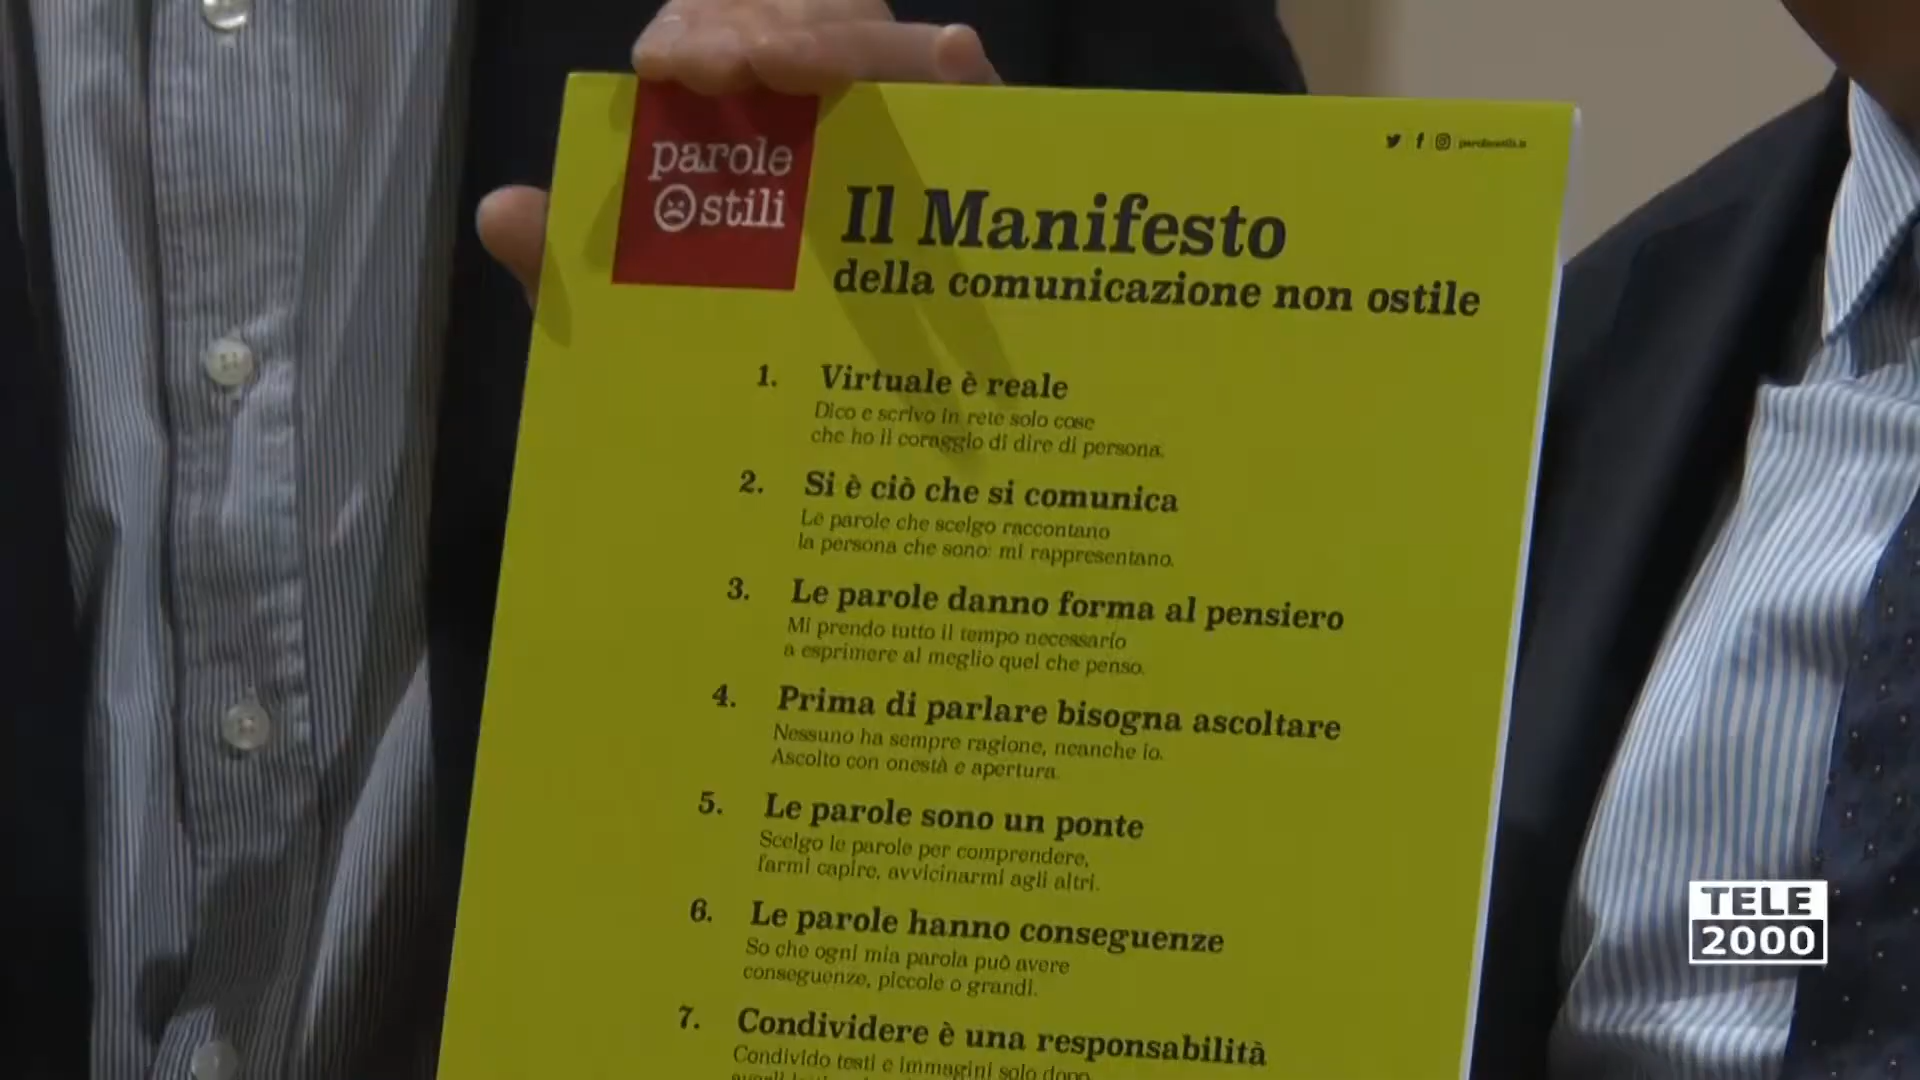 parole
Ostili
Il Manifesto
della comunicazione non ostile
1. Virtuale è reale
Dico e scrivo in rete solo cose
che ho il coraggio di dire di persona.
2. Si è ciò che si comunica
Le parole che scelgo raccontano
la persona che sono: mi rappresentano.
3. Le parole danno forma al pensiero
Mi prendo tutto il tempo necessario
a esprimere al meglio quel che penso.
4. Prima di parlare bisogna ascoltare
Nessuno ha sempre ragione, neanche io.
Ascolto con onestà e apertura.
5. Le parole sono un ponte
Scelgo le parole per comprendere,
farmi capire, avvicinarmi agli altri.
6. Le parole hanno conseguenze
So che ogni mia parola può avere
conseguenze, piccole o grandi.
7. Condividere è una responsabilità
Condivido testi e immagini solo dopo
TELE
2000